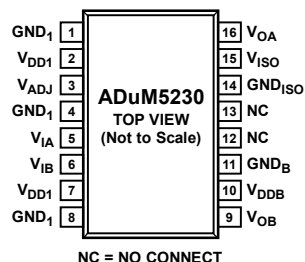 GND1 1
VDD1 2
VADJ 3
GND1 4
VIA 5
VIB 6
VDD1 7
GND1 8
ADuM5230
TOP VIEW
(Not to Scale)
16 VOA
15 VISO
14 GNDISO
13 NC
12 NC
11 GNDB
10 VDDB
9 VOB
NC = NO CONNECT